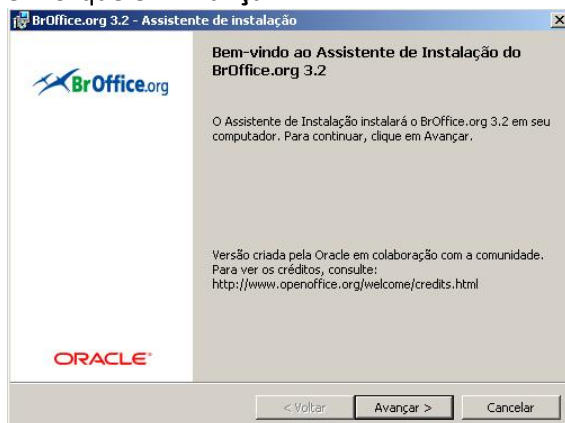 BrOffice.org 3.2 - Assistente de instalação
Bem-vindo ao Assistente de Instalação do
BrOffice.org 3.2
BrOffice.org
O Assistente de Instalação instalará o BrOffice.org 3.2 em seu
computador. Para continuar, clique em Avançar.
Versão criada pela Oracle em colaboração com a comunidade.
Para ver os créditos, consulte:
http://www.openoffice.org/welcome/credits.html
ORACLE
< Voltar
Avançar >
Cancelar